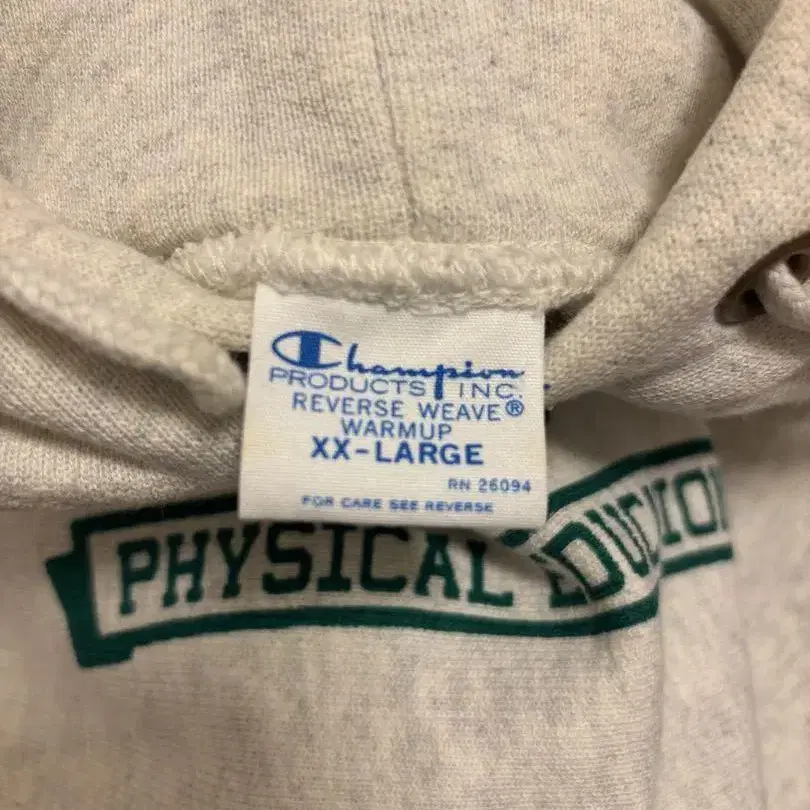 Champion
PRODUCTS INC.
REVERSE WEAVE®
WARMUP
XX-LARGE
RN 26094
FOR CARE SEE REVERSE
PHYSICAL